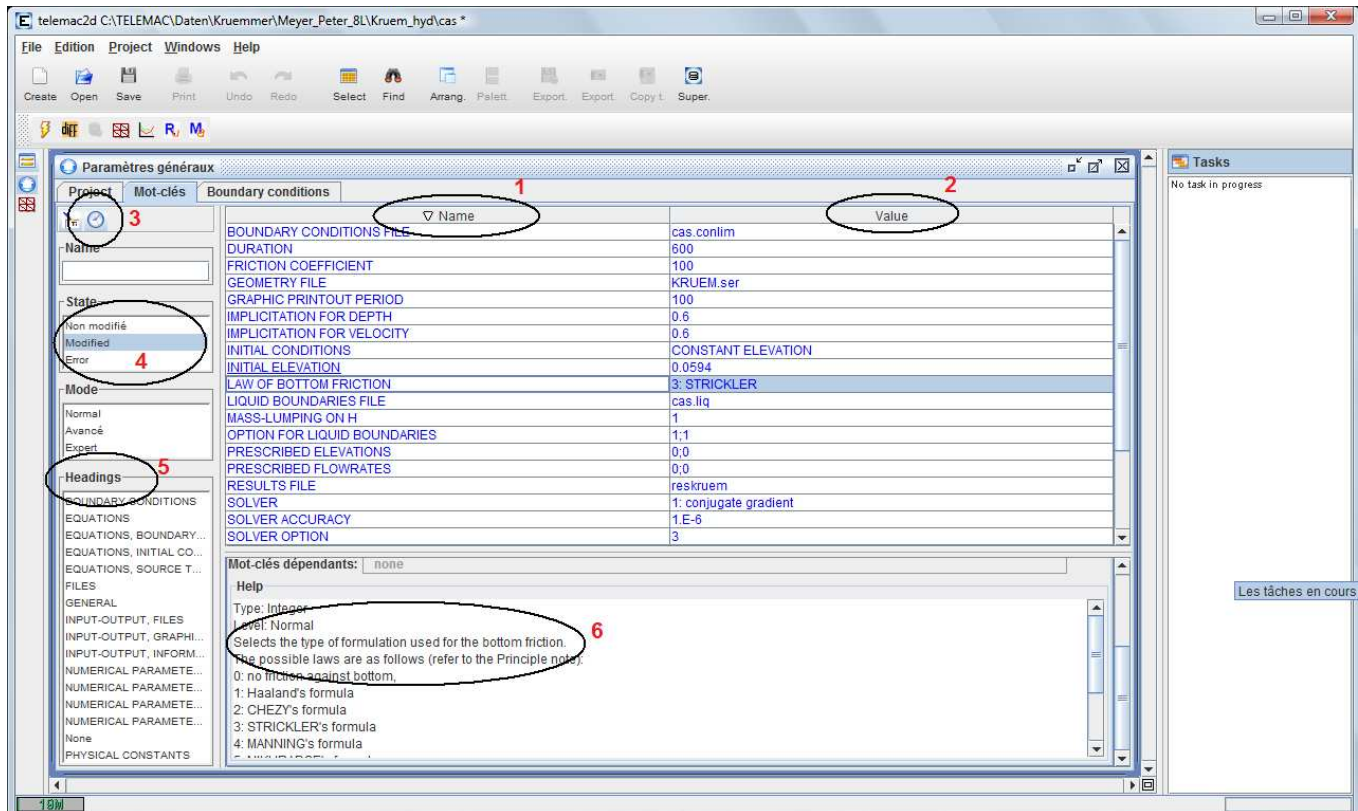 telemac2d C:\TELEMAC\Daten\Kruemmer\Meyer_Peter_8L\Kruem_hyd\cas *
File Edition Project Windows Help
Create Open Save Print Undo Redo Select Find Arrang. Palett. Export. Export. Copy t. Super.
diff
Paramètres généraux
Project Mot-clés Boundary conditions
1
2
3
Name Value
BOUNDARY CONDITIONS FILE cas.conlim
DURATION 600
FRICTION COEFFICIENT 100
GEOMETRY FILE KRUEM.ser
GRAPHIC PRINTOUT PERIOD 100
IMPLICITATION FOR DEPTH 0.6
IMPLICITATION FOR VELOCITY 0.6
INITIAL CONDITIONS CONSTANT ELEVATION
INITIAL ELEVATION 0.0594
LAW OF BOTTOM FRICTION 3: STRICKLER
LIQUID BOUNDARIES FILE cas.liq
MASS-LUMPING ON H 1
OPTION FOR LIQUID BOUNDARIES 1;1
PRESCRIBED ELEVATIONS 0;0
PRESCRIBED FLOWRATES 0;0
RESULTS FILE reskruem
SOLVER 1: conjugate gradient
SOLVER ACCURACY 1.E-6
SOLVER OPTION 3
Name
State
Non modifié
Modified
Error
4
Mode
Normal
Avancé
Expert
Headings
5
BOUNDARY CONDITIONS
EQUATIONS
EQUATIONS, BOUNDARY...
EQUATIONS, INITIAL CO...
EQUATIONS, SOURCE T...
FILES
GENERAL
INPUT-OUTPUT, FILES
INPUT-OUTPUT, GRAPHI...
INPUT-OUTPUT, INFORM...
NUMERICAL PARAMETE...
NUMERICAL PARAMETE...
NUMERICAL PARAMETE...
NUMERICAL PARAMETE...
None
PHYSICAL CONSTANTS
Mot-clés dépendants: none
Help
Type: Integer
Level: Normal
Selects the type of formulation used for the bottom friction.
6
The possible laws are as follows (refer to the Principle note):
0: no friction against bottom,
1: Haaland's formula
2: CHEZY's formula
3: STRICKLER's formula
4: MANNING's formula
Tasks
No task in progress
Les tâches en cours